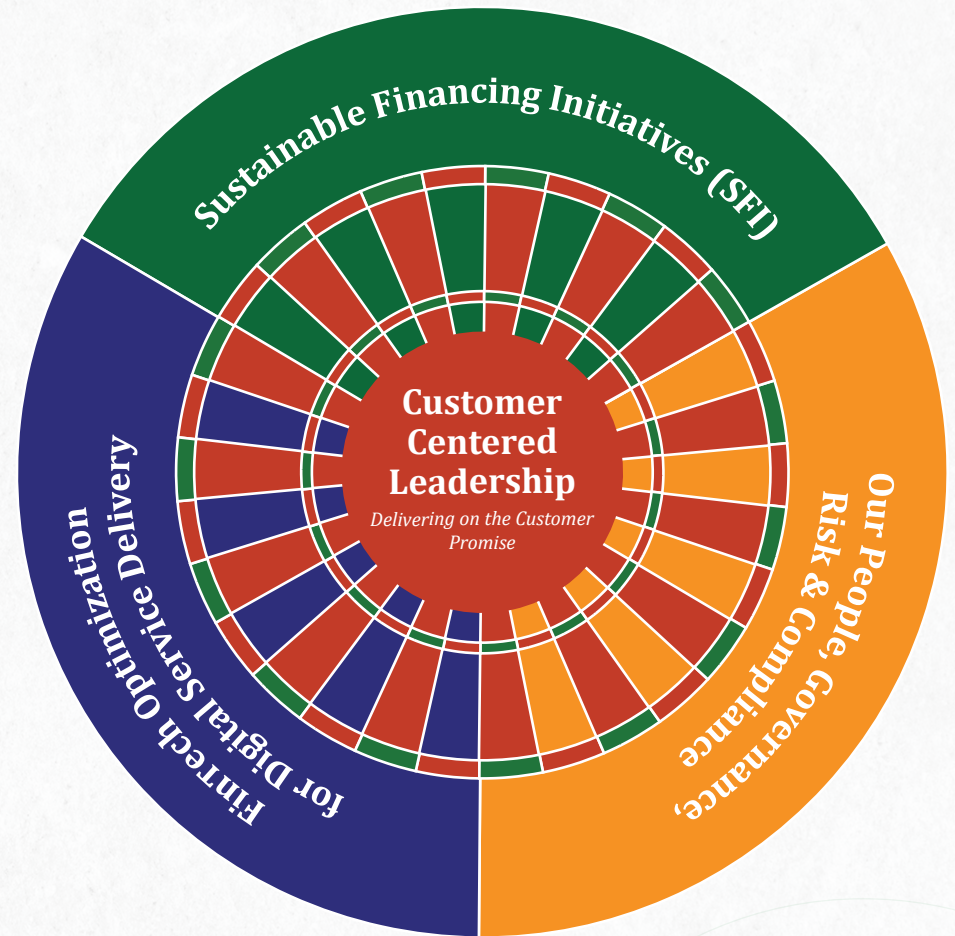 Sustainable Financing Initiatives (SFI)
Customer
Centered
Leadership
Delivering on the Customer
Promise
Our People, Governance,
Risk & Compliance
FinTech Optimization
for Digital Service Delivery